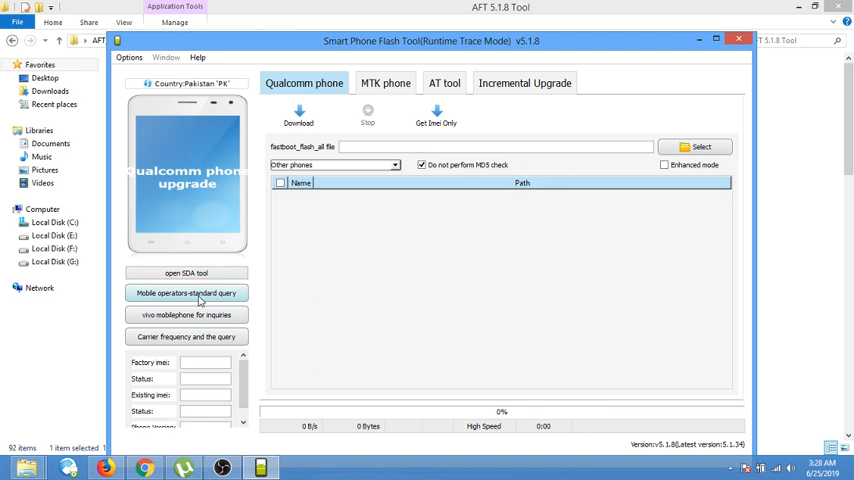 Application Tools
AFT 5.1.8 Tool
File
Home
Share
View
Manage
AFT_
AFT 5.1.8 Tool
Favorites
Desktop
Downloads
Recent places
Libraries
Documents
Music
Pictures
Videos
Computer
Local Disk (C:)
Local Disk (E:)
Local Disk (F:)
Local Disk (G:)
Network
92 items
1 item selected
Smart Phone Flash Tool(Runtime Trace Mode) v5.1.8
Options
Window
Help
Country:Pakistan "PK"
Qualcomm phone
upgrade
open SDA tool
Mobile operators-standard query
vivo mobilephone for inquiries
Carrier frequency and the query
Factory imei:
Status:
Existing imei:
Status:
Phone Version:
Qualcomm phone
MTK phone
AT tool
Incremental Upgrade
Download
Stop
Get Imei Only
fastboot_flash_all file
Select
Other phones
Do not perform MD5 check
Enhanced mode
Name
Path
0%
0 B/s
0 Bytes
High Speed
0:00
Version:v5.1.8(Latest version:5.1.34)
3:28 AM
6/25/2019